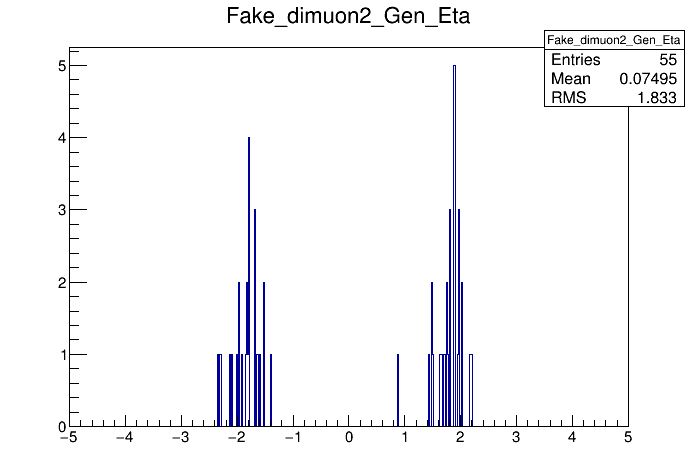 Fake_dimuon2_Gen_Eta
Fake_dimuon2_Gen_Eta
Entries 55
Mean 0.07495
RMS 1.833
5
4
3
2
1
0
−5 −4 −3 −2 −1 0 1 2 3 4 5